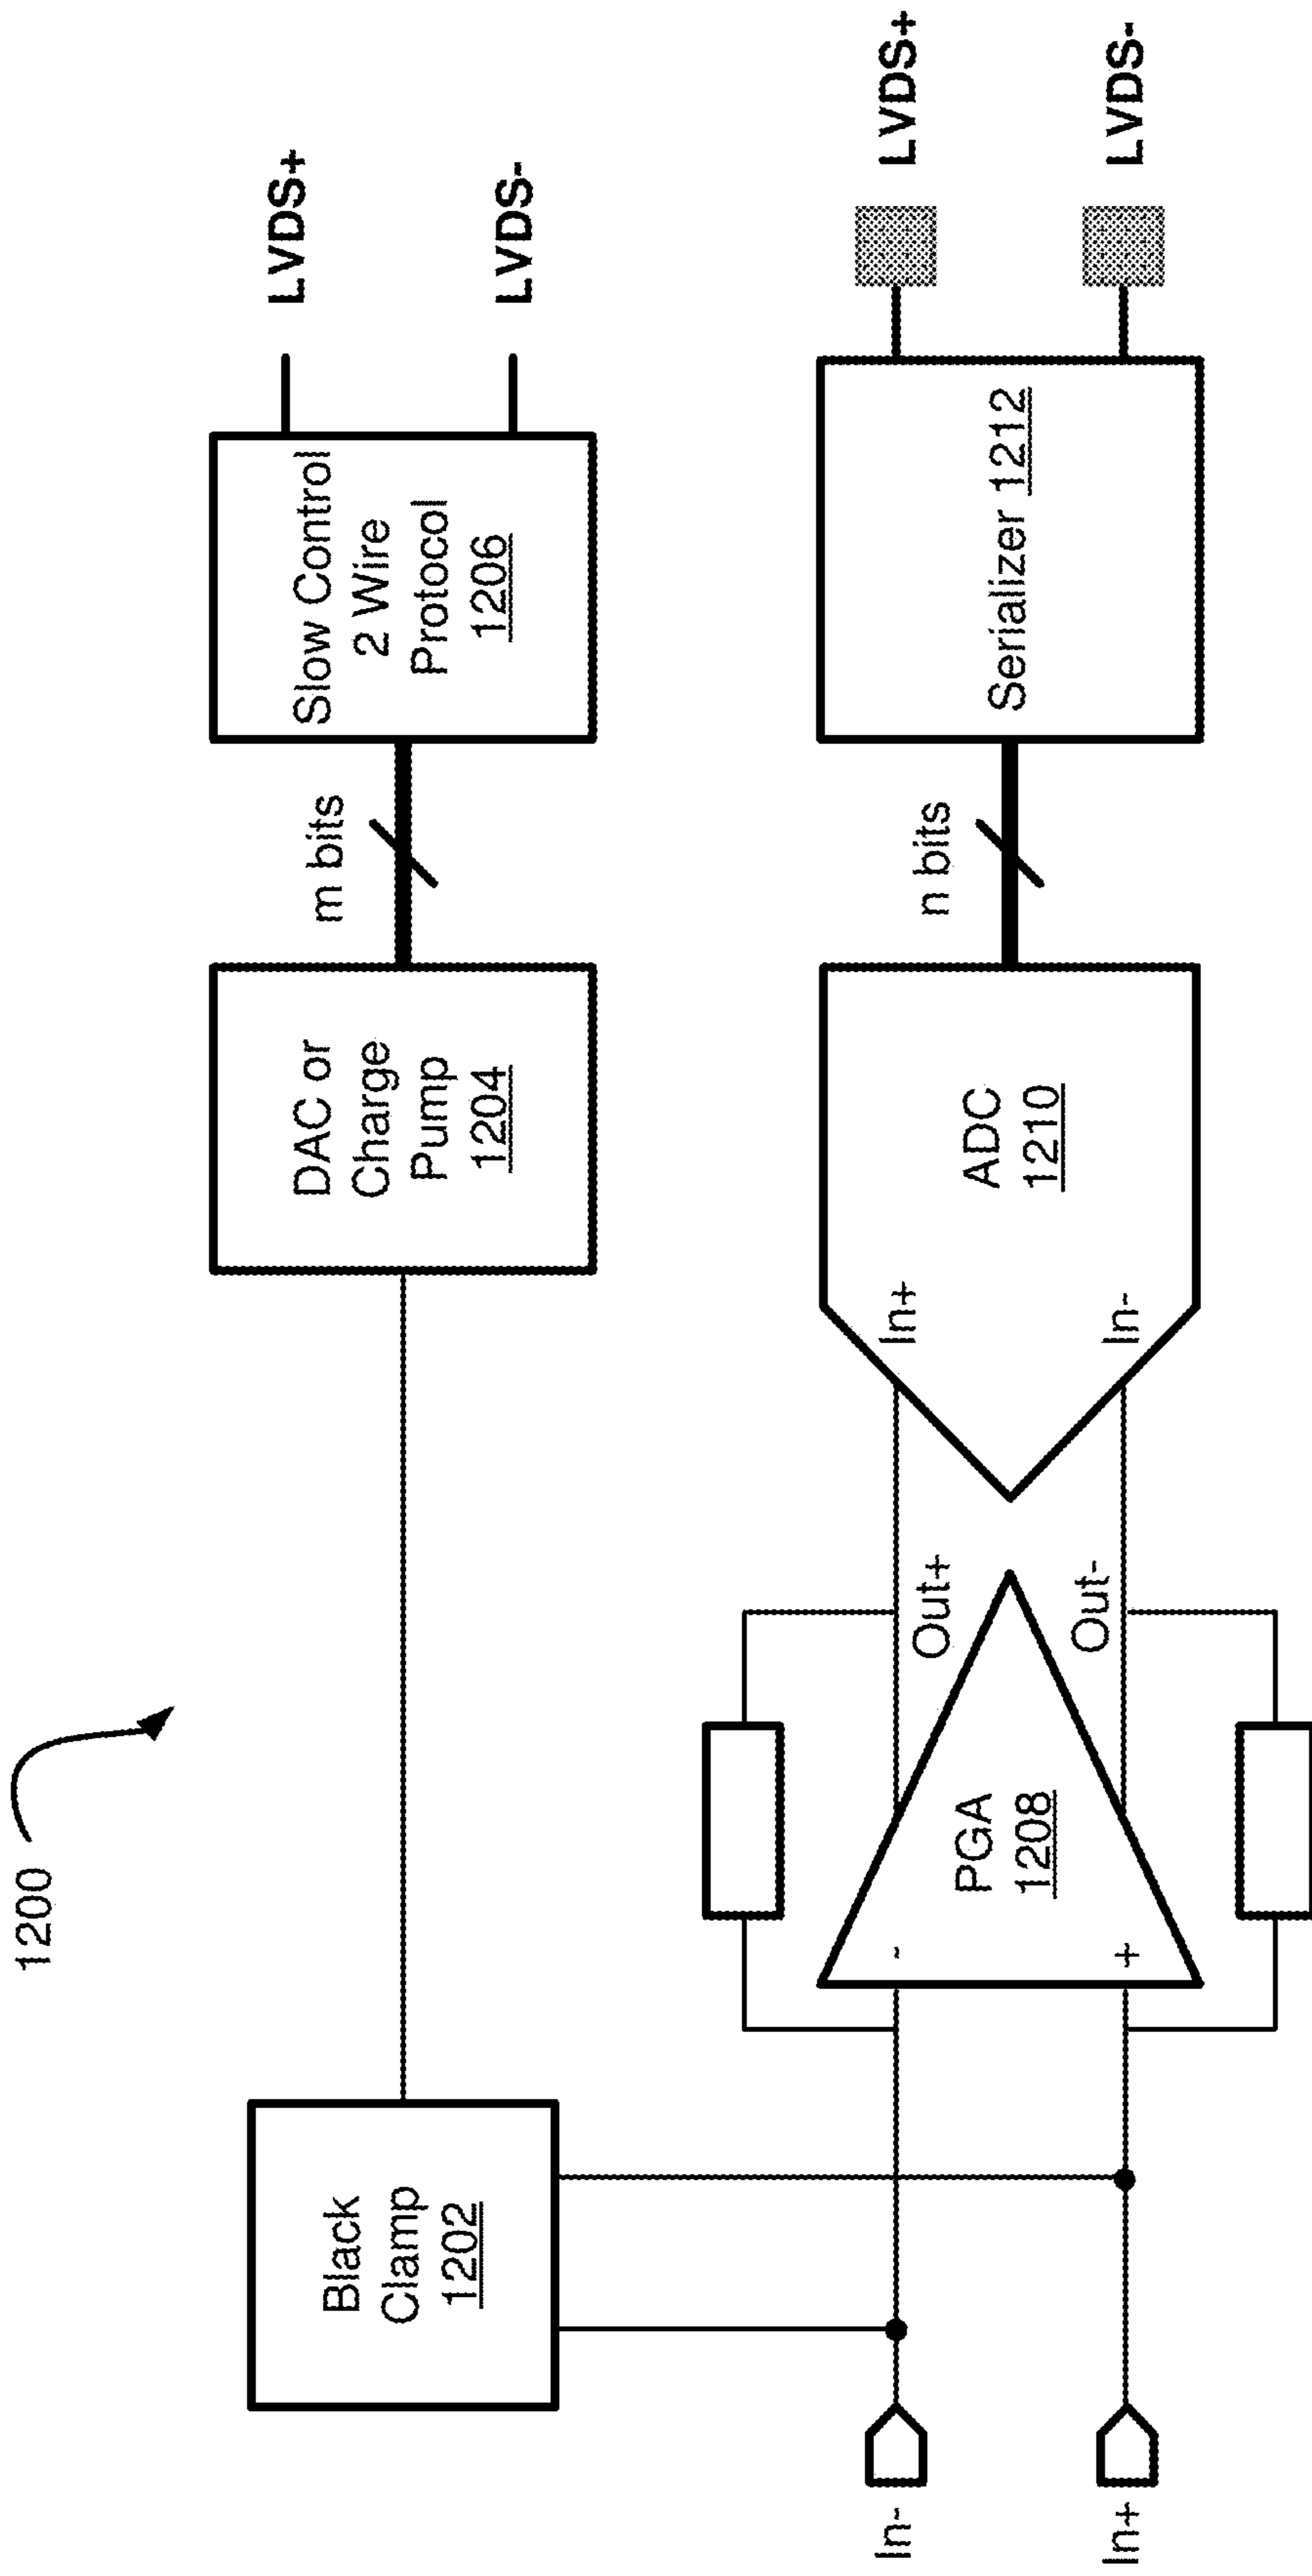 1200
Black
Clamp
1202
DAC or
Charge
Pump
1204
m bits
Slow Control
2 Wire
Protocol
1206
LVDS+
LVDS-
In-
In+
-
+
PGA
1208
Out+
Out-
In+
In-
ADC
1210
n bits
Serializer 1212
LVDS+
LVDS-